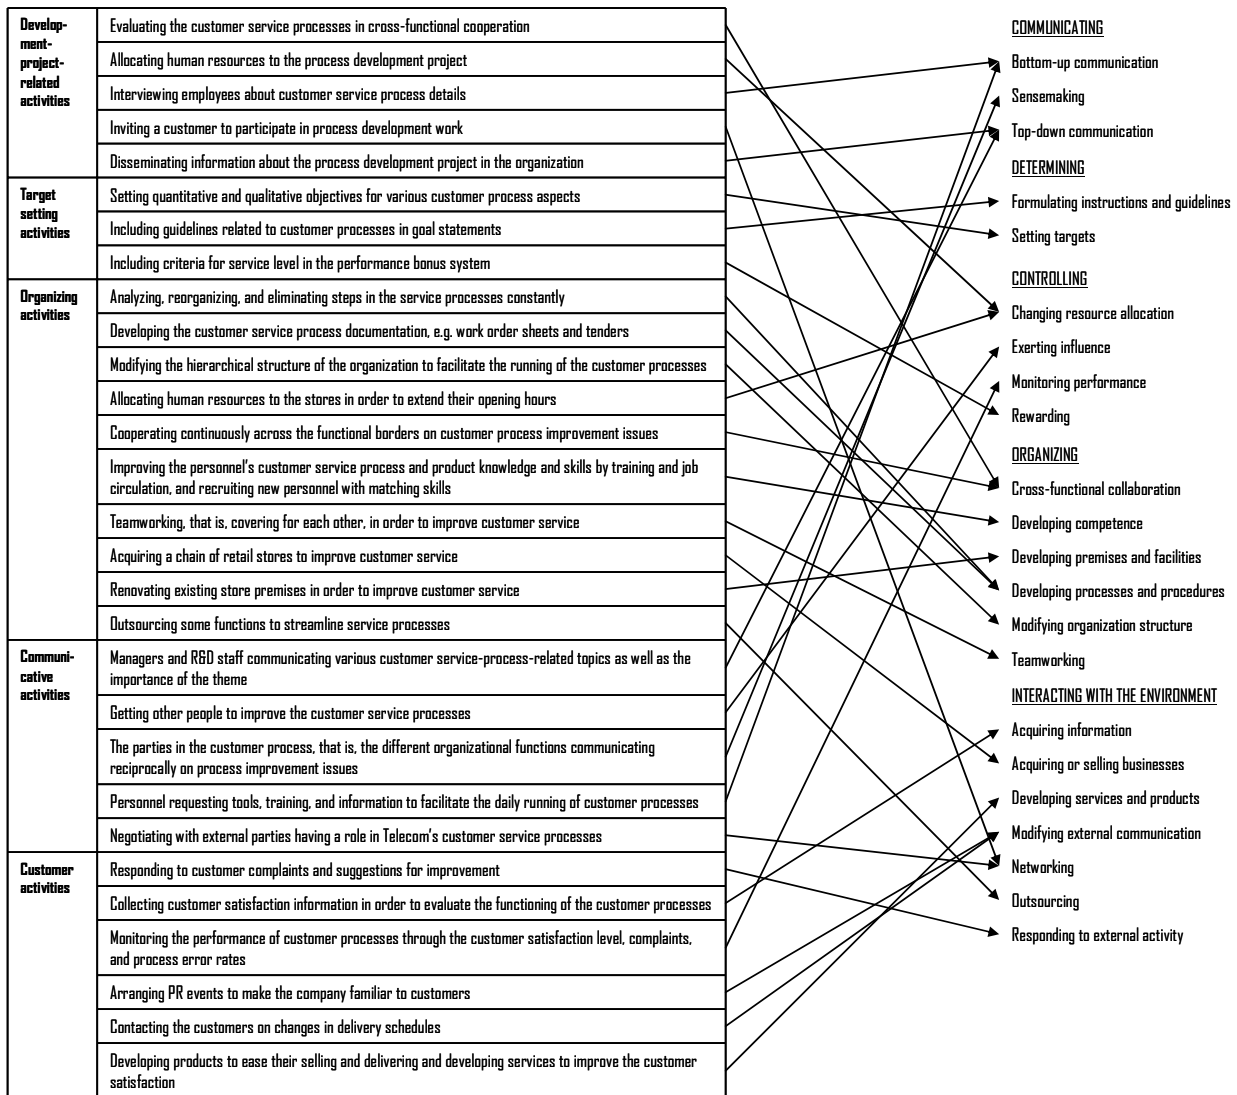 Develop-
ment-
project-
related
activities
Evaluating the customer service processes in cross-functional cooperation
Allocating human resources to the process development project
Interviewing employees about customer service process details
Inviting a customer to participate in process development work
Disseminating information about the process development project in the organization
Target
setting
activities
Setting quantitative and qualitative objectives for various customer process aspects
Including guidelines related to customer processes in goal statements
Including criteria for service level in the performance bonus system
Organizing
activities
Analyzing, reorganizing, and eliminating steps in the service processes constantly
Developing the customer service process documentation, e.g. work order sheets and tenders
Modifying the hierarchical structure of the organization to facilitate the running of the customer processes
Allocating human resources to the stores in order to extend their opening hours
Cooperating continuously across the functional borders on customer process improvement issues
Improving the personnel's customer service process and product knowledge and skills by training and job
circulation, and recruiting new personnel with matching skills
Teamworking, that is, covering for each other, in order to improve customer service
Acquiring a chain of retail stores to improve customer service
Renovating existing store premises in order to improve customer service
Outsourcing some functions to streamline service processes
Communi-
cative
activities
Managers and R&D staff communicating various customer service-process-related topics as well as the
importance of the theme
Getting other people to improve the customer service processes
The parties in the customer process, that is, the different organizational functions communicating
reciprocally on process improvement issues
Personnel requesting tools, training, and information to facilitate the daily running of customer processes
Negotiating with external parties having a role in Telecom's customer service processes
Customer
activities
Responding to customer complaints and suggestions for improvement
Collecting customer satisfaction information in order to evaluate the functioning of the customer processes
Monitoring the performance of customer processes through the customer satisfaction level, complaints,
and process error rates
Arranging PR events to make the company familiar to customers
Contacting the customers on changes in delivery schedules
Developing products to ease their selling and delivering and developing services to improve the customer
satisfaction
COMMUNICATING
Bottom-up communication
Sensemaking
Top-down communication
DETERMINING
Formulating instructions and guidelines
Setting targets
CONTROLLING
Changing resource allocation
Exerting influence
Monitoring performance
Rewarding
ORGANIZING
Cross-functional collaboration
Developing competence
Developing premises and facilities
Developing processes and procedures
Modifying organization structure
Teamworking
INTERACTING WITH THE ENVIRONMENT
Acquiring information
Acquiring or selling businesses
Developing services and products
Modifying external communication
Networking
Outsourcing
Responding to external activity